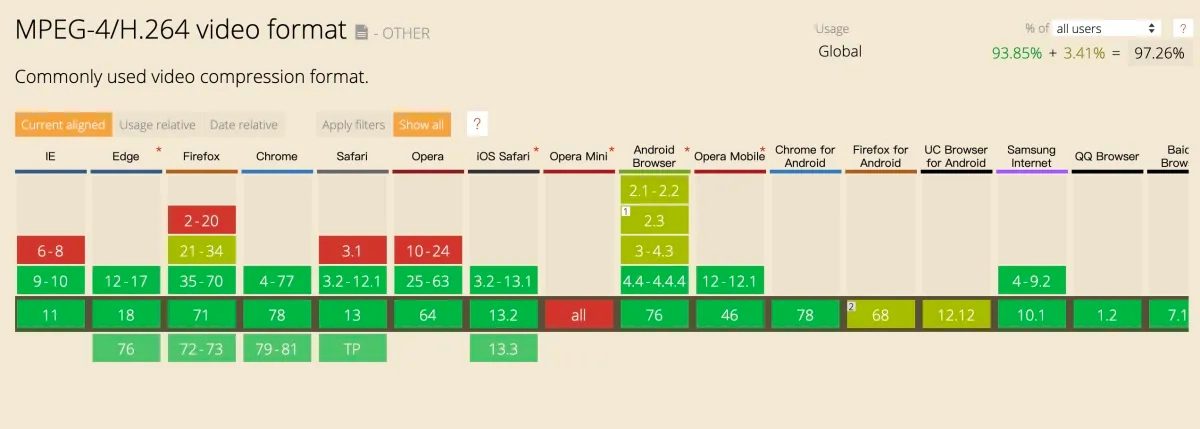 MPEG-4/H.264 video format - OTHER
Usage % of all users ?
Global 93.85% + 3.41% = 97.26%
Commonly used video compression format.
Current aligned Usage relative Date relative Apply filters Show all ?
IE Edge * Firefox Chrome Safari Opera iOS Safari * Opera Mini * Android Browser * Opera Mobile * Chrome for Android Firefox for Android UC Browser for Android Samsung Internet QQ Browser Baid Brows
2.1-2.2
2-20 1 2.3
6-8 21-34 3.1 10-24 3-4.3
9-10 12-17 35-70 4-77 3.2-12.1 25-63 3.2-13.1 4.4-4.4.4 12-12.1 4-9.2
11 18 71 78 13 64 13.2 all 76 46 78 2 68 12.12 10.1 1.2 7.1
76 72-73 79-81 TP 13.3